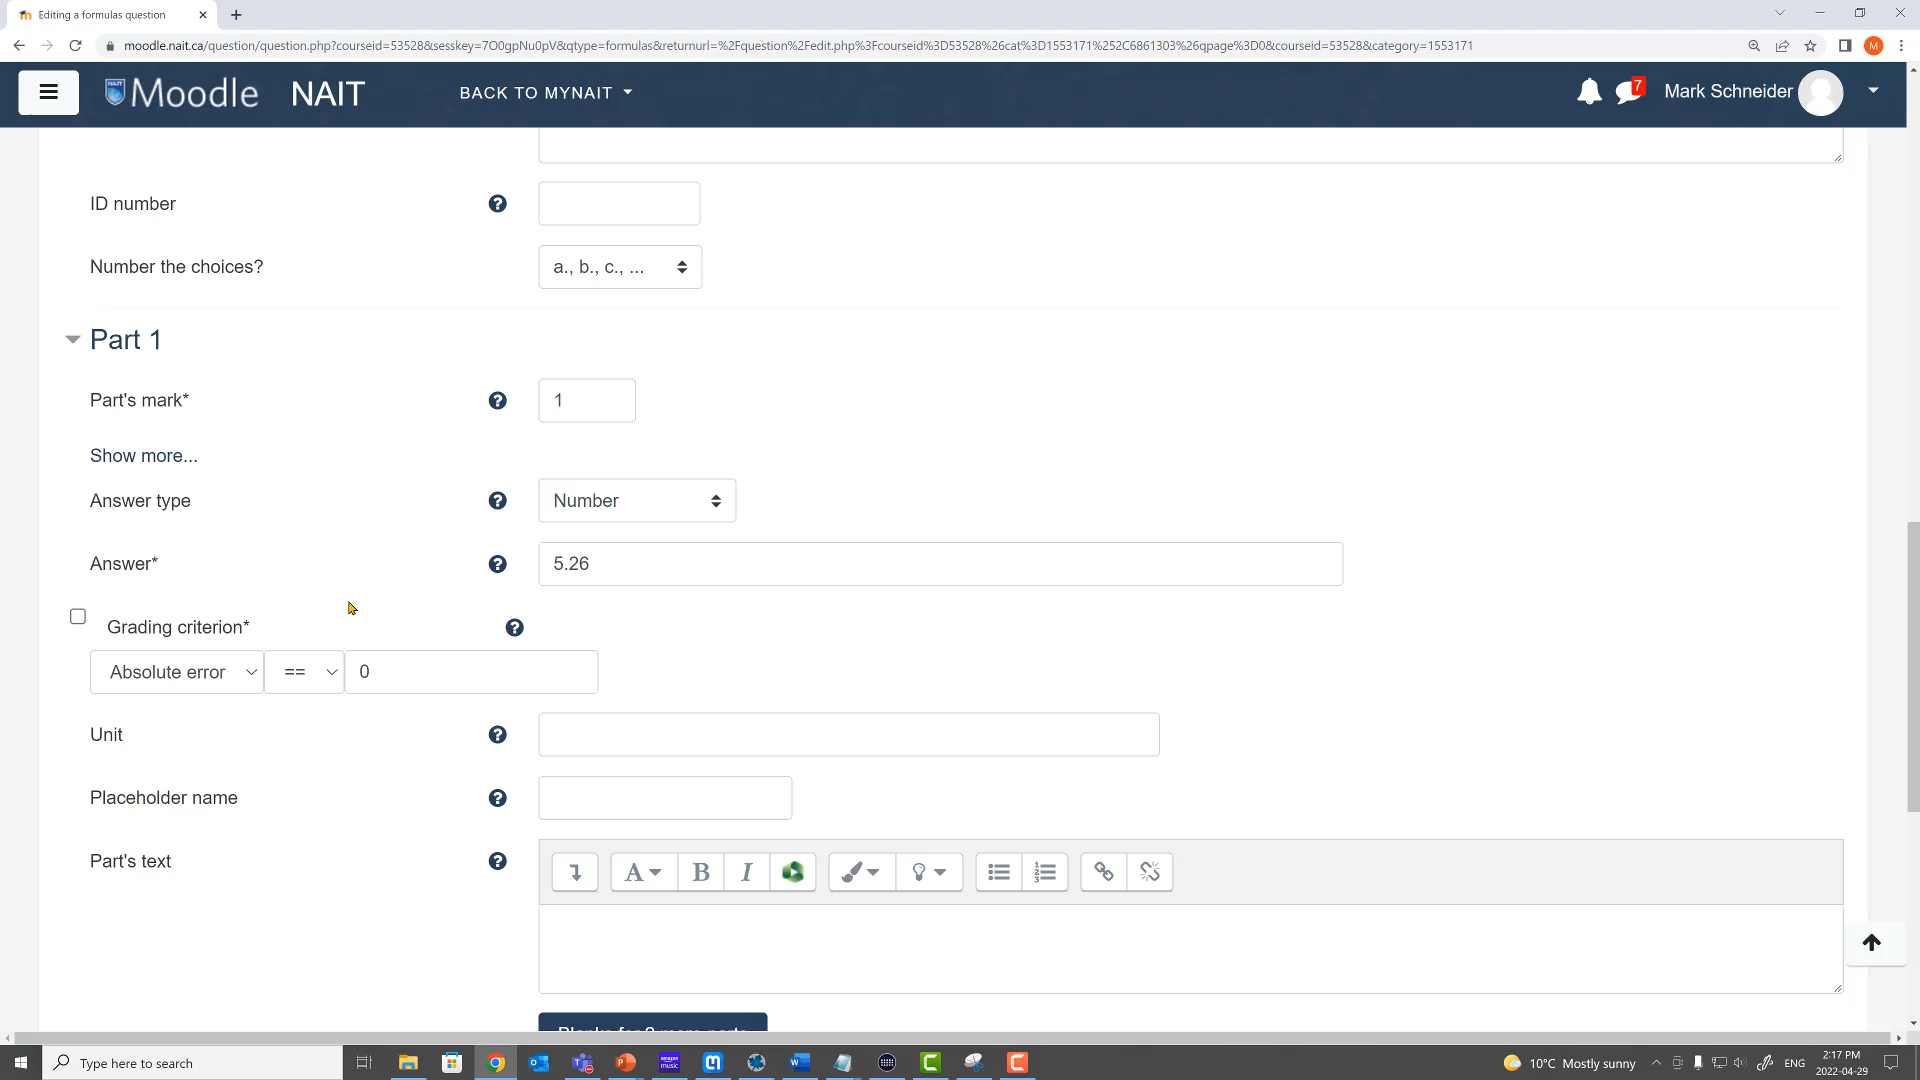 Editing a formulas question
moodle.nait.ca/question/question.php?courseid=53528&sesskey=7O0gpNu0pV&qtype=formulas&returnurl=%2Fquestion%2Fedit.php%3Fcourseid%3D53528%26cat%3D1553171%252C6861303%26qpage%3D0&courseid=53528&category=1553171
M
NAIT Moodle NAIT BACK TO MYNAIT 7 Mark Schneider
ID number
Number the choices? a., b., c., ...
Part 1
Part's mark* 1
Show more...
Answer type Number
Answer* 5.26
Grading criterion*
Absolute error == 0
Unit
Placeholder name
Part's text A B I
Type here to search
amazon music
10°C Mostly sunny ENG
2:17 PM
2022-04-29